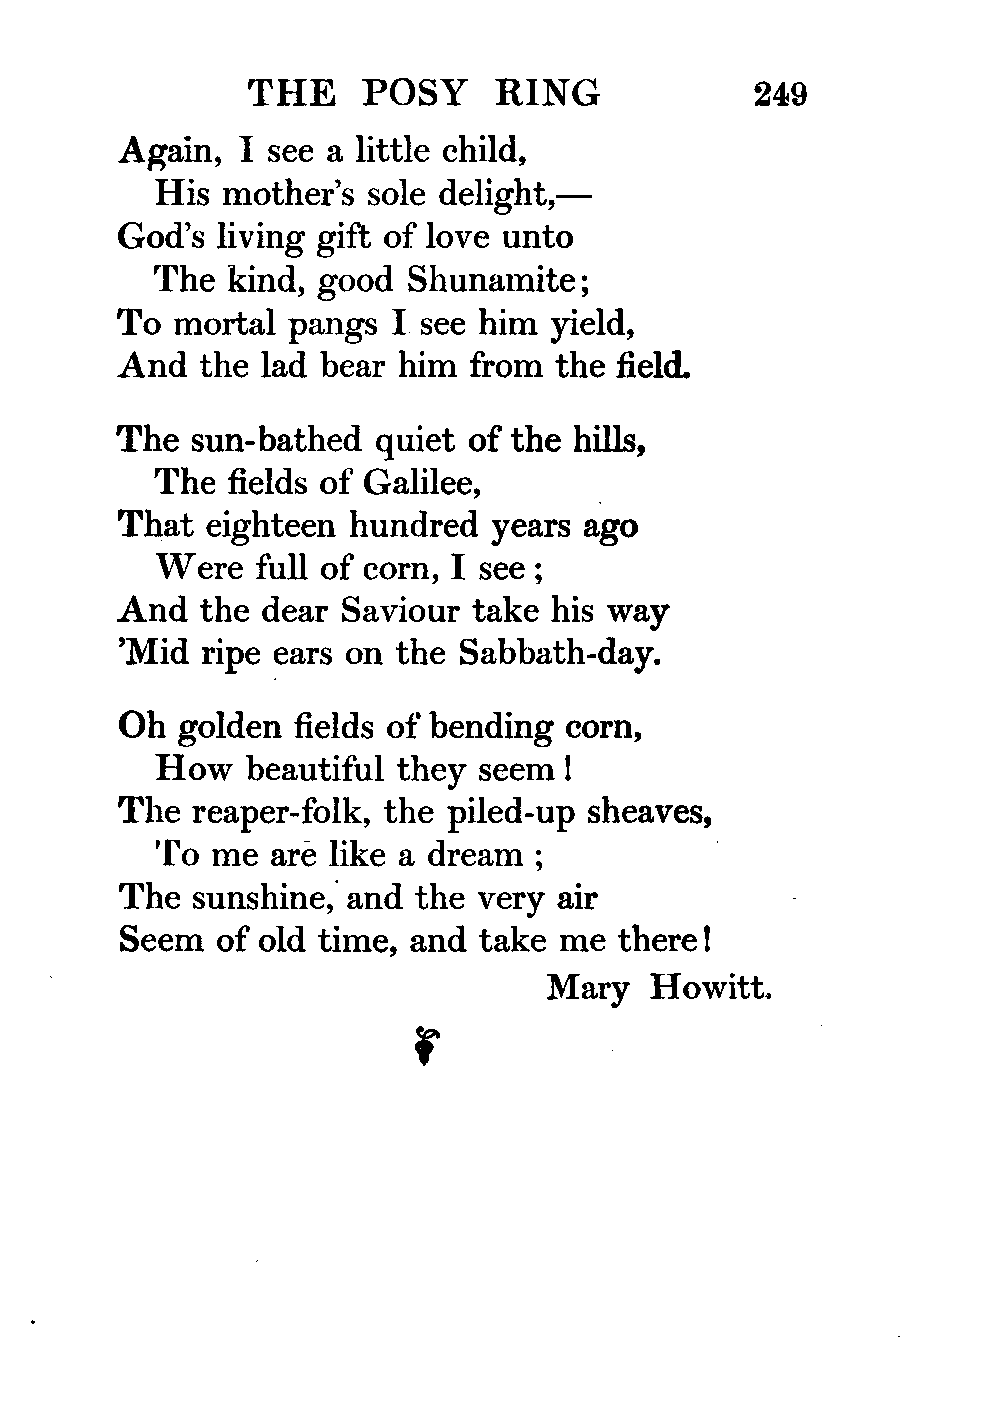 THE POSY RING 249
Again, I see a little child,
His mother's sole delight,—
God's living gift of love unto
The kind, good Shunamite;
To mortal pangs I see him yield,
And the lad bear him from the field.
The sun-bathed quiet of the hills,
The fields of Galilee,
That eighteen hundred years ago
Were full of corn, I see;
And the dear Saviour take his way
'Mid ripe ears on the Sabbath-day.
Oh golden fields of bending corn,
How beautiful they seem!
The reaper-folk, the piled-up sheaves,
To me are like a dream;
The sunshine, and the very air
Seem of old time, and take me there!
Mary Howitt.